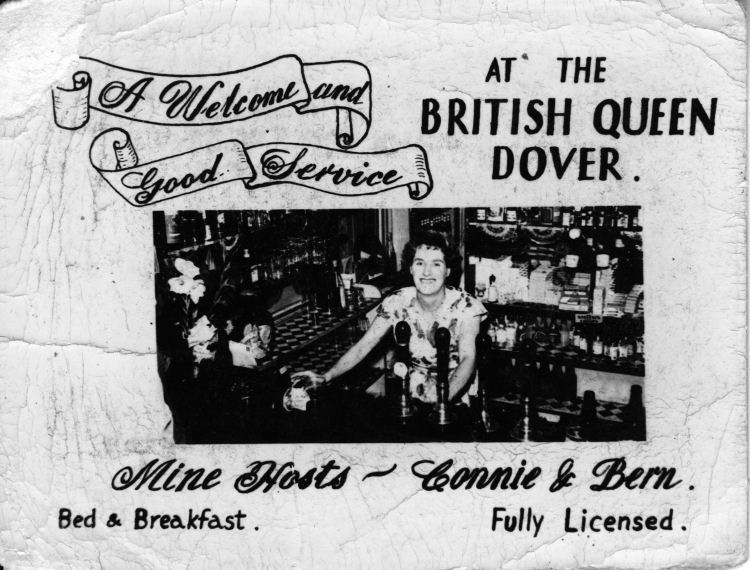 A Welcome and
Good Service
AT THE
BRITISH QUEEN
DOVER.
Mine Hosts ~ Connie & Bern.
Bed & Breakfast.
Fully Licensed.